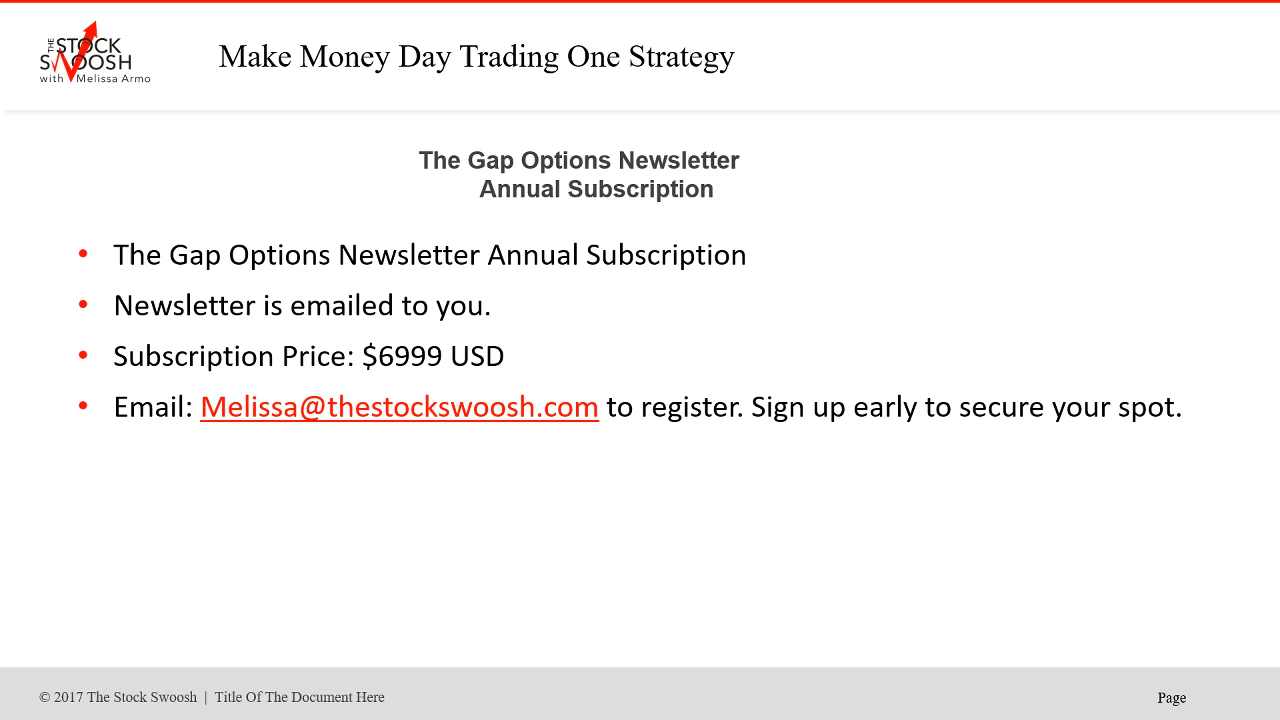 THE STOCK
SWOOSH
with Melissa Armo
Make Money Day Trading One Strategy
The Gap Options Newsletter
Annual Subscription
• The Gap Options Newsletter Annual Subscription
• Newsletter is emailed to you.
• Subscription Price: $6999 USD
• Email: Melissa@thestockswoosh.com to register. Sign up early to secure your spot.
© 2017 The Stock Swoosh | Title Of The Document Here
Page